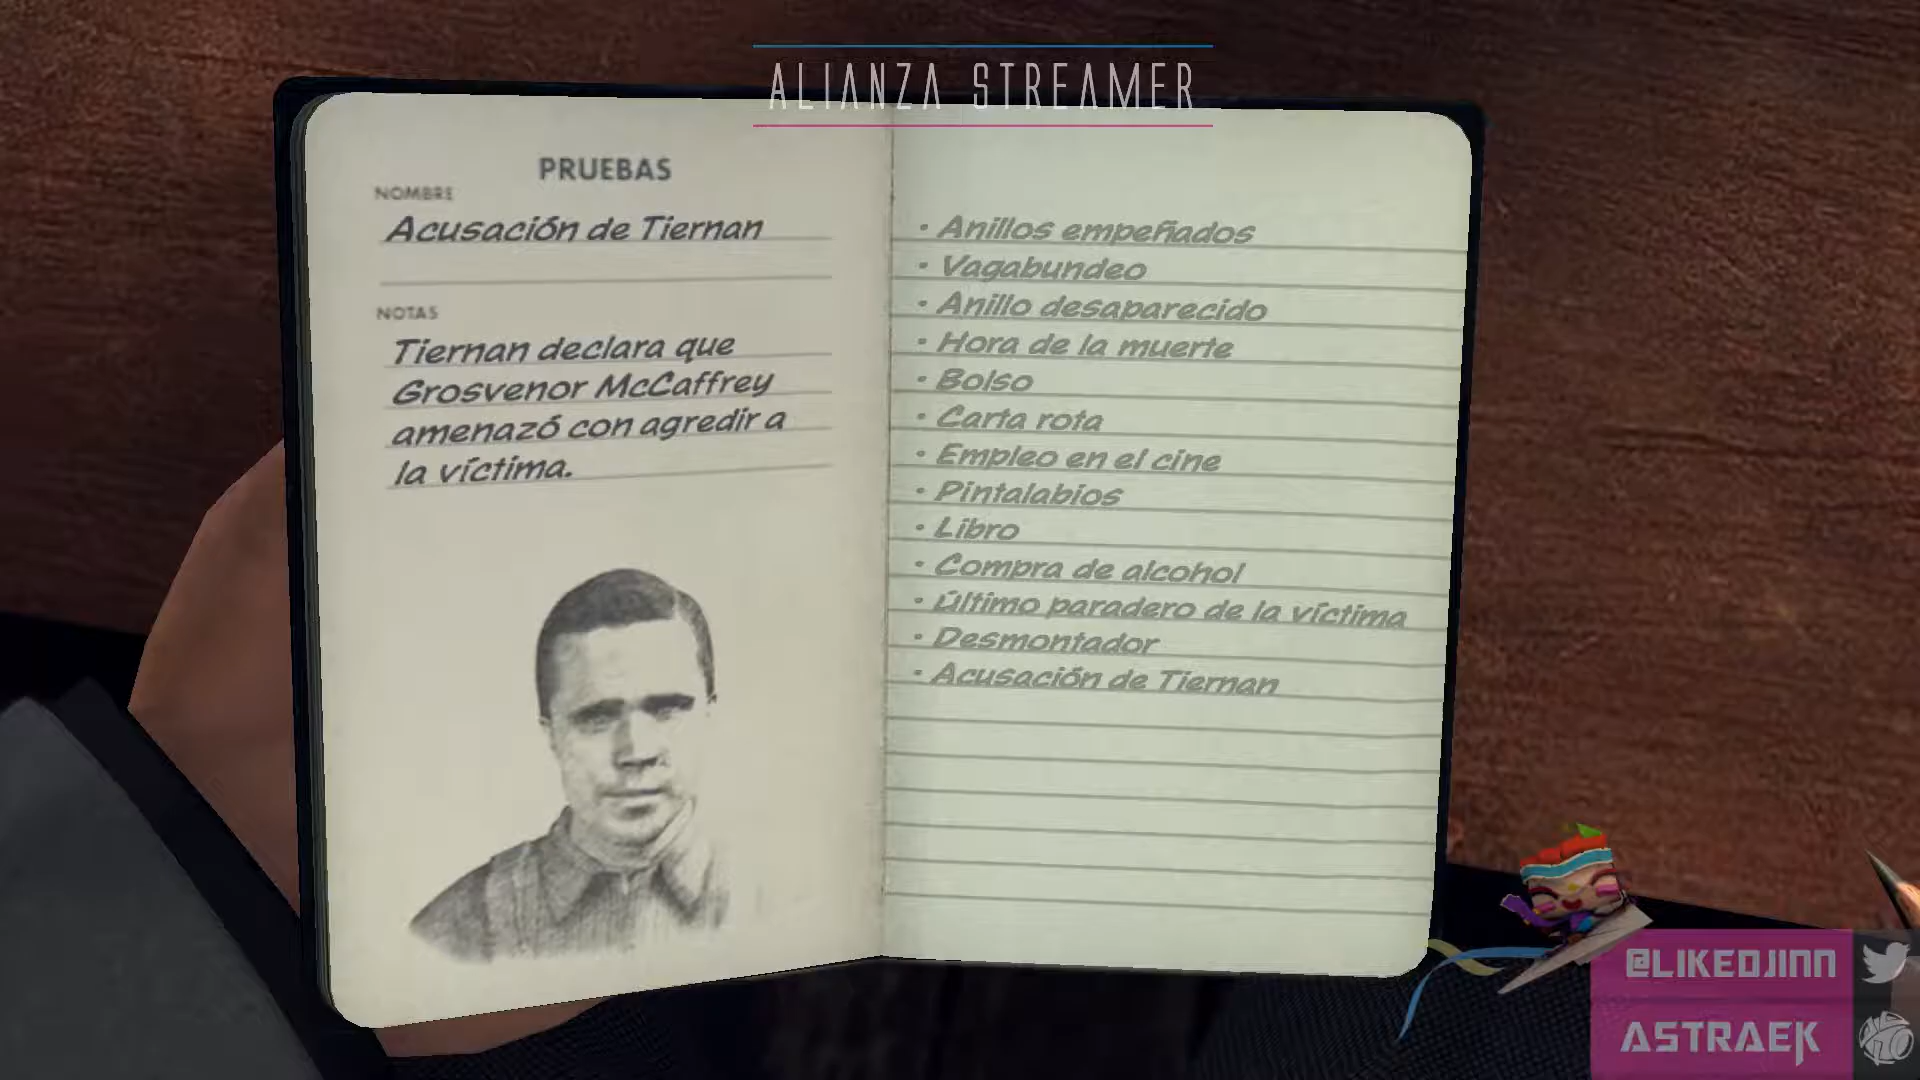 ALIANZA STREAMER
PRUEBAS
NOMBRE
Acusación de Tiernan
NOTAS
Tiernan declara que
Grosvenor McCaffrey
amenazó con agredir a
la víctima.
• Anillos empeñados
• Vagabundeo
• Anillo desaparecido
• Hora de la muerte
• Bolso
• Carta rota
• Empleo en el cine
• Pintalabios
• Libro
• Compra de alcohol
• Último paradero de la víctima
• Desmontador
• Acusación de Tiernan
@LIKEDJINN
ASTRAEK